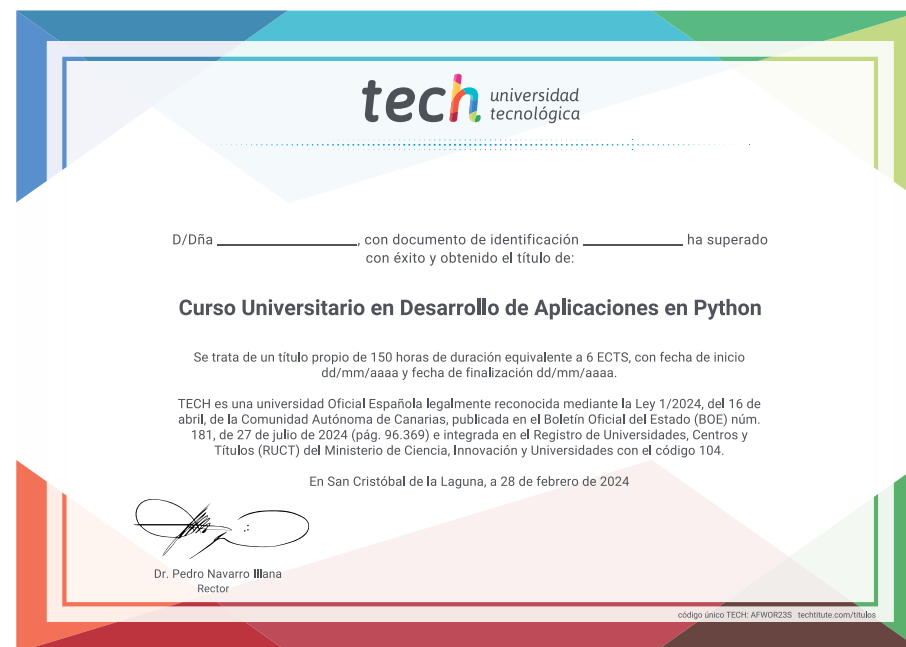 tech universidad
tecnológica
D/Dña ________________, con documento de identificación ____________ ha superado
con éxito y obtenido el título de:
Curso Universitario en Desarrollo de Aplicaciones en Python
Se trata de un título propio de 150 horas de duración equivalente a 6 ECTS, con fecha de inicio
dd/mm/aaaa y fecha de finalización dd/mm/aaaa.
TECH es una universidad Oficial Española legalmente reconocida mediante la Ley 1/2024, del 16 de
abril, de la Comunidad Autónoma de Canarias, publicada en el Boletín Oficial del Estado (BOE) núm.
181, de 27 de julio de 2024 (pág. 96.369) e integrada en el Registro de Universidades, Centros y
Títulos (RUCT) del Ministerio de Ciencia, Innovación y Universidades con el código 104.
En San Cristóbal de la Laguna, a 28 de febrero de 2024
Dr. Pedro Navarro Illana
Rector
código único TECH: AFWOR23S techtitute.com/titulos